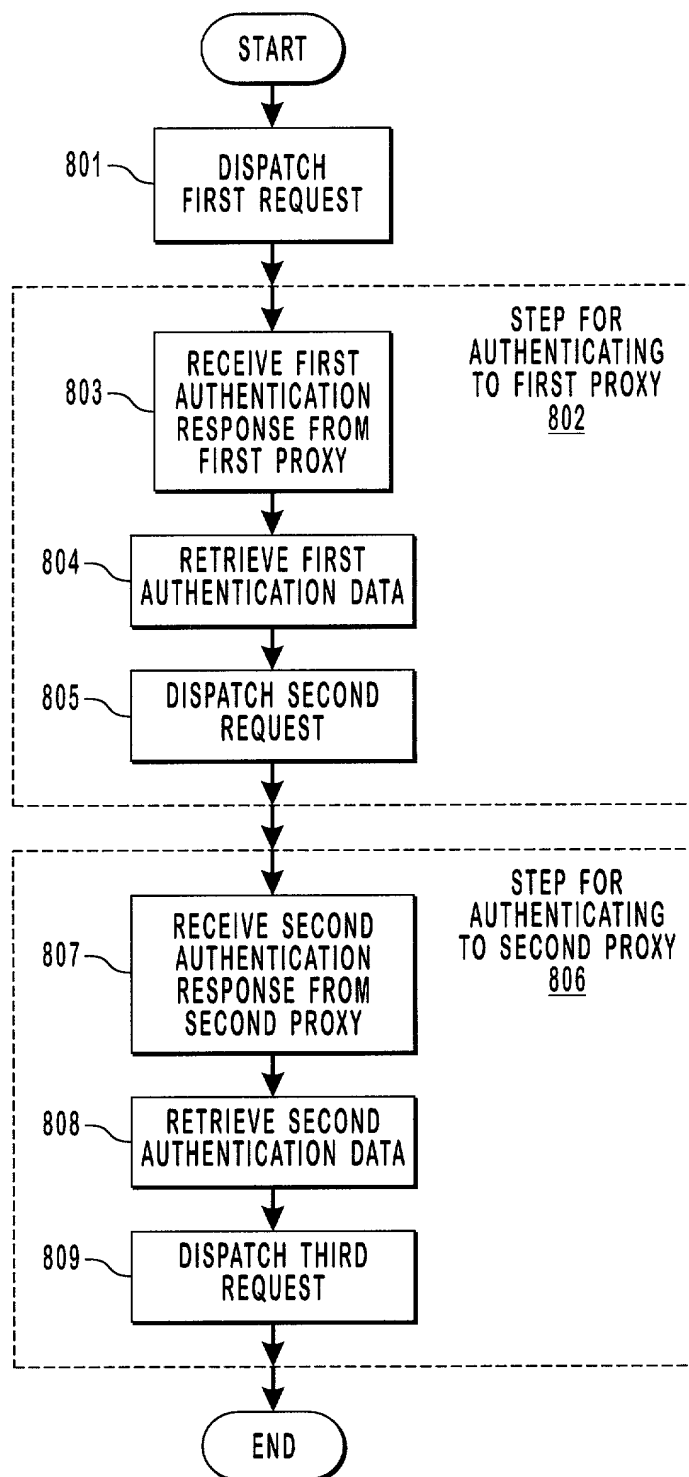 START
801
DISPATCH
FIRST REQUEST
STEP FOR
AUTHENTICATING
TO FIRST PROXY
802
803
RECEIVE FIRST
AUTHENTICATION
RESPONSE FROM
FIRST PROXY
804
RETRIEVE FIRST
AUTHENTICATION DATA
805
DISPATCH SECOND
REQUEST
STEP FOR
AUTHENTICATING
TO SECOND PROXY
806
807
RECEIVE SECOND
AUTHENTICATION
RESPONSE FROM
SECOND PROXY
808
RETRIEVE SECOND
AUTHENTICATION DATA
809
DISPATCH THIRD
REQUEST
END